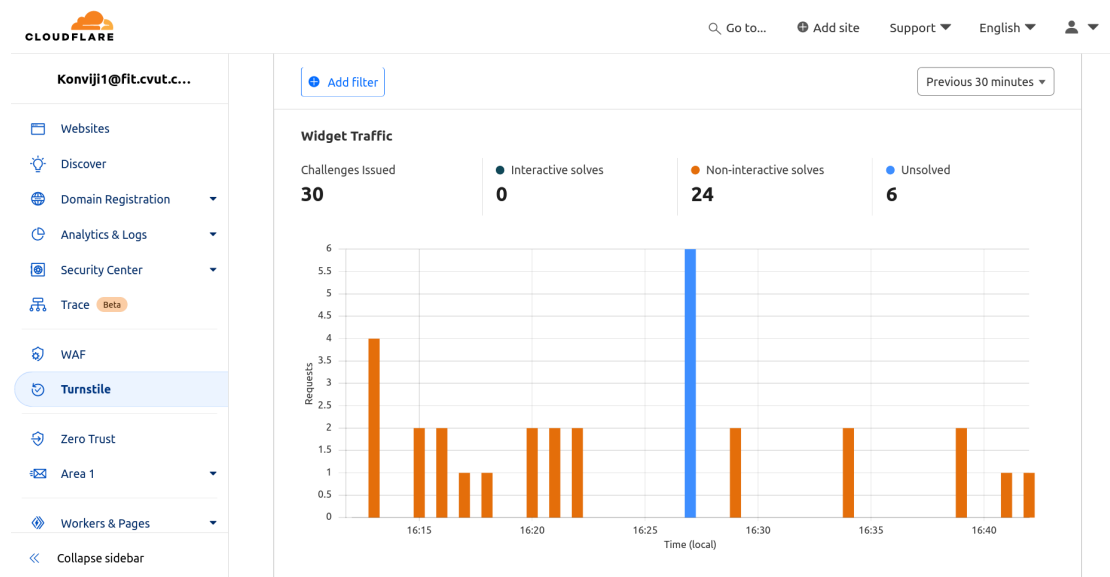 CLOUDFLARE
Go to...
Add site
Support
English
Konviji1@fit.cvut.c...
Websites
Discover
Domain Registration
Analytics & Logs
Security Center
Trace Beta
WAF
Turnstile
Zero Trust
Area 1
Workers & Pages
Collapse sidebar
Add filter
Previous 30 minutes
Widget Traffic
Challenges Issued
30
Interactive solves
0
Non-interactive solves
24
Unsolved
6
Requests
6
5.5
5
4.5
4
3.5
3
2.5
2
1.5
1
0.5
0
16:15
16:20
16:25
16:30
16:35
16:40
Time (local)